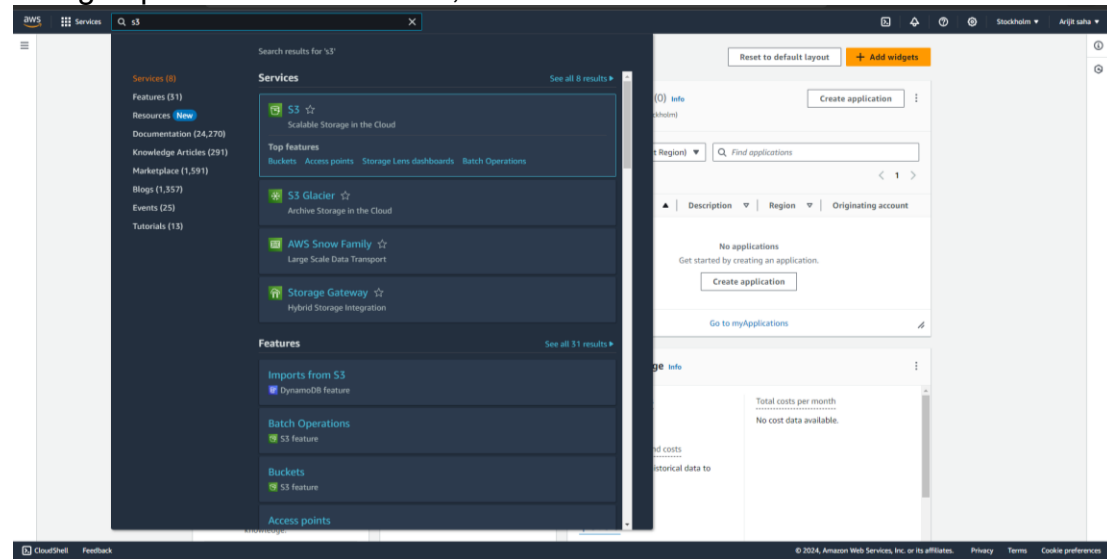 aws
Services
s3
Stockholm
Arijit saha
Search results for 's3'
Services (8)
Features (31)
Resources New
Documentation (24,270)
Knowledge Articles (291)
Marketplace (1,591)
Blogs (1,357)
Events (25)
Tutorials (13)
Services
See all 8 results
S3
Scalable Storage in the Cloud
Top features
Buckets Access points Storage Lens dashboards Batch Operations
S3 Glacier
Archive Storage in the Cloud
AWS Snow Family
Large Scale Data Transport
Storage Gateway
Hybrid Storage Integration
Features
See all 31 results
Imports from S3
DynamoDB feature
Batch Operations
S3 feature
Buckets
S3 feature
Access points
Reset to default layout
+ Add widgets
(0) Info
Create application
Region)
Find applications
1
Description Region Originating account
No applications
Get started by creating an application.
Create application
Go to myApplications
Info
Total costs per month
No cost data available.
costs
data to
CloudShell Feedback
© 2024, Amazon Web Services, Inc. or its affiliates. Privacy Terms Cookie preferences